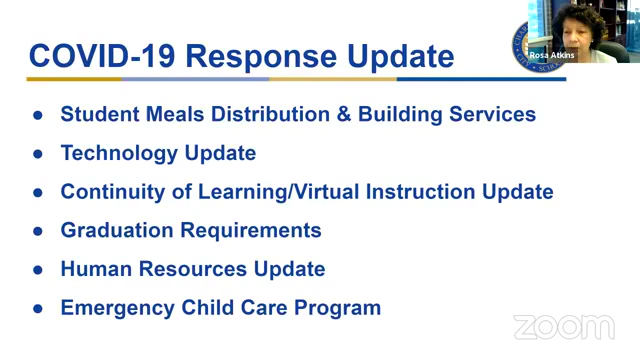 COVID-19 Response Update
Rosa Atkins
● Student Meals Distribution & Building Services
● Technology Update
● Continuity of Learning/Virtual Instruction Update
● Graduation Requirements
● Human Resources Update
● Emergency Child Care Program
zoom